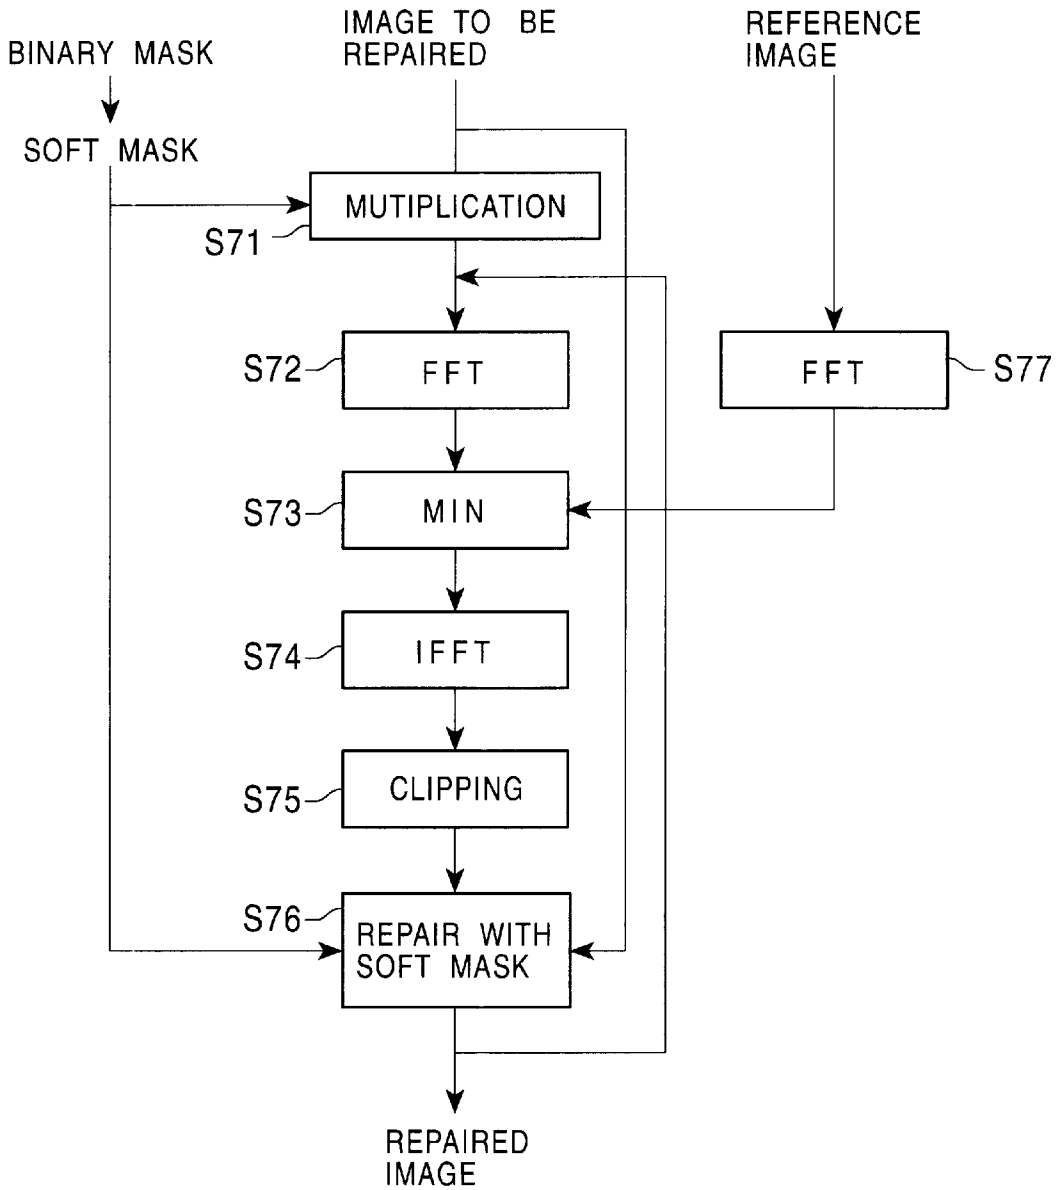 BINARY MASK
SOFT MASK
IMAGE TO BE
REPAIRED
REFERENCE
IMAGE
MUTIPLICATION
S71
S72
FFT
FFT
S77
S73
MIN
S74
IFFT
S75
CLIPPING
S76
REPAIR WITH
SOFT MASK
REPAIRED
IMAGE